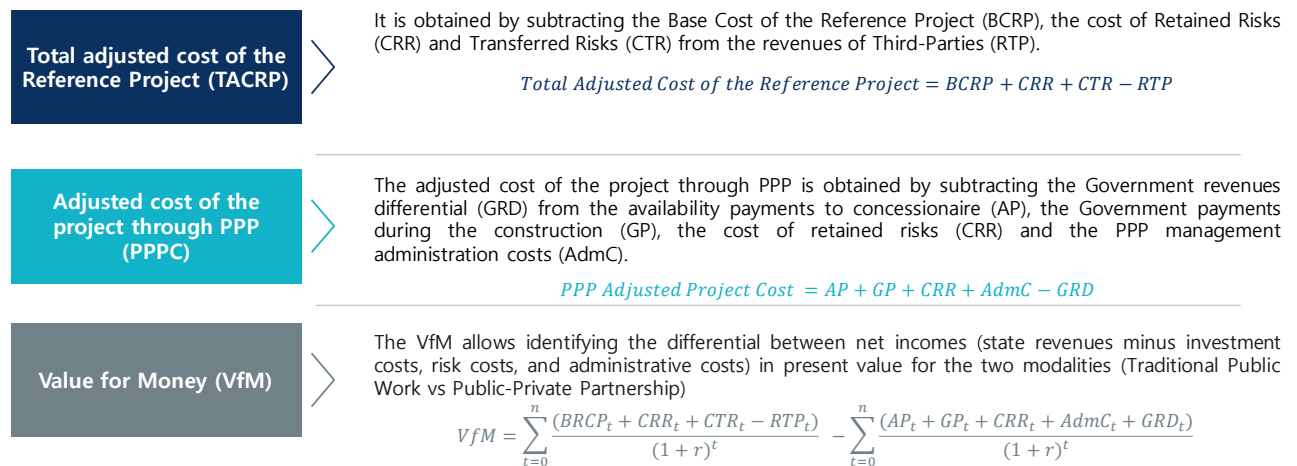 Total adjusted cost of the
Reference Project (TACRP)
It is obtained by subtracting the Base Cost of the Reference Project (BCRP), the cost of Retained Risks
(CRR) and Transferred Risks (CTR) from the revenues of Third-Parties (RTP).
Total Adjusted Cost of the Reference Project = BCRP + CRR + CTR − RTP
Adjusted cost of the
project through PPP
(PPPC)
The adjusted cost of the project through PPP is obtained by subtracting the Government revenues
differential (GRD) from the availability payments to concessionaire (AP), the Government payments
during the construction (GP), the cost of retained risks (CRR) and the PPP management
administration costs (AdmC).
PPP Adjusted Project Cost = AP + GP + CRR + AdmC − GRD
Value for Money (VfM)
The VfM allows identifying the differential between net incomes (state revenues minus investment
costs, risk costs, and administrative costs) in present value for the two modalities (Traditional Public
Work vs Public-Private Partnership)
VfM = ∑_{t=0}^{n} (BRCP_t + CRR_t + CTR_t − RTP_t) / (1 + r)^t − ∑_{t=0}^{n} (AP_t + GP_t + CRR_t + AdmC_t + GRD_t) / (1 + r)^t